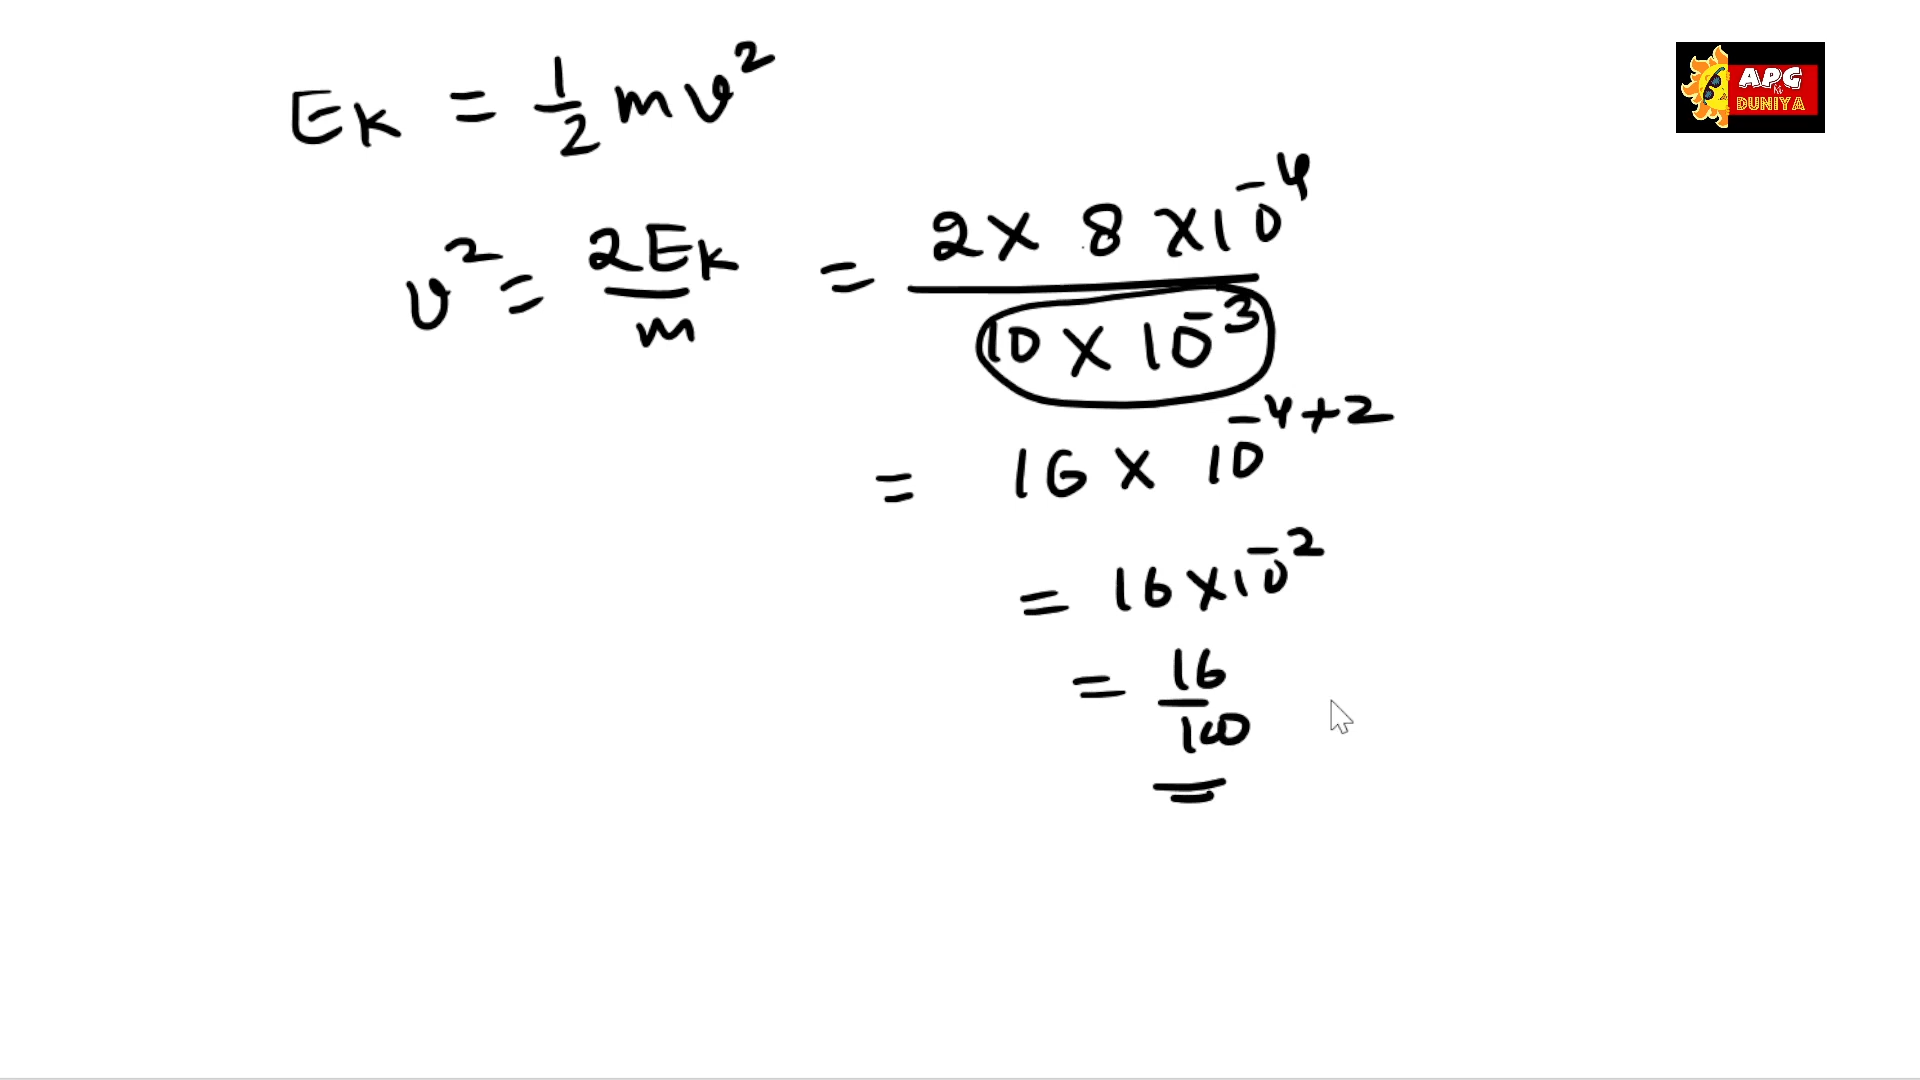 APG
ki
DUNIYA
Eₖ = 1/2 mv²
v² = 2Eₖ/m = 2 × 8 × 10⁻⁴ / 10 × 10⁻³
= 16 × 10⁻⁴⁺²
= 16 × 10⁻²
= 16/100